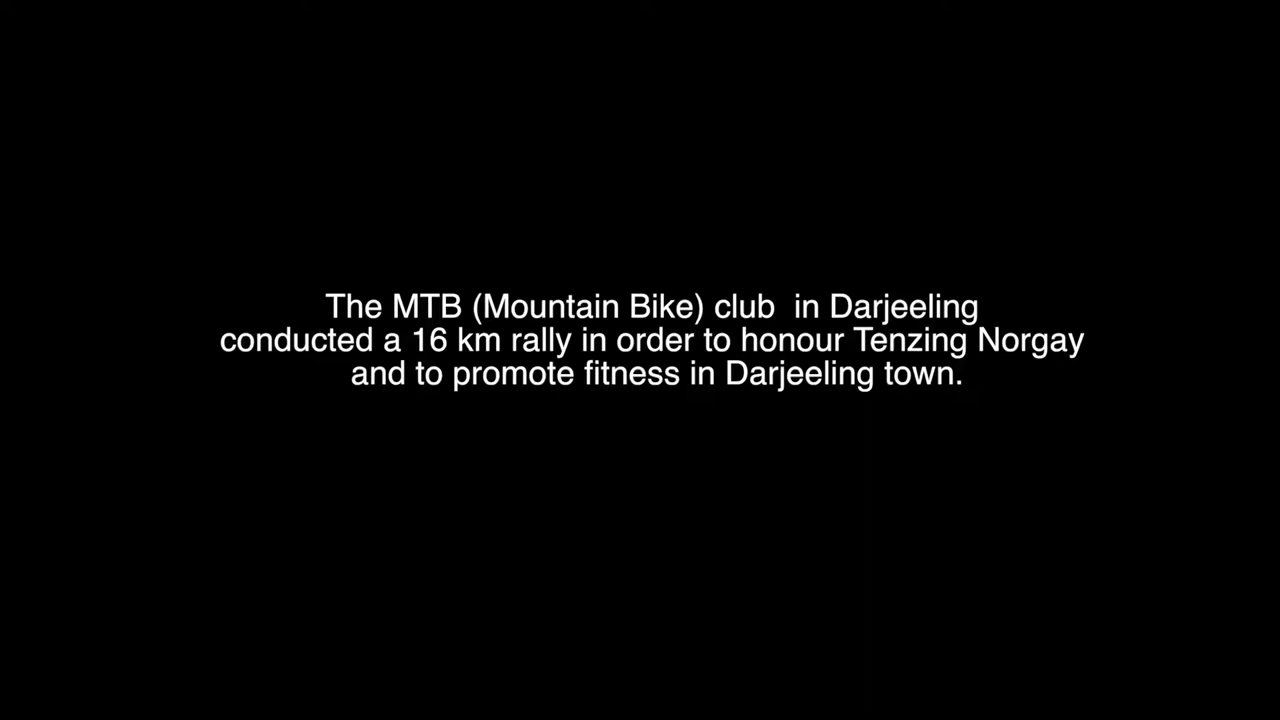 The MTB (Mountain Bike) club  in Darjeeling
conducted a 16 km rally in order to honour Tenzing Norgay
and to promote fitness in Darjeeling town.